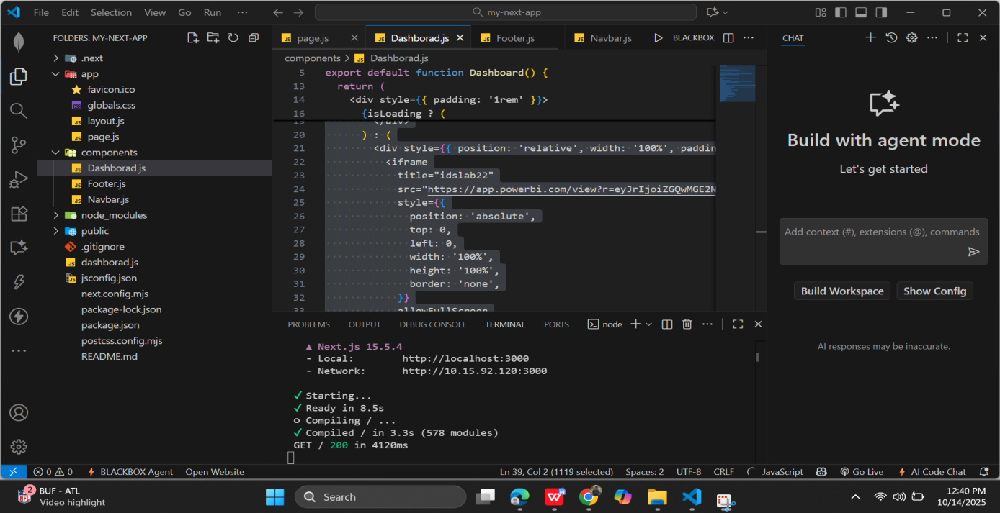 File Edit Selection View Go Run ··· my-next-app
FOLDERS: MY-NEXT-APP
.next
app
favicon.ico
globals.css
layout.js
page.js
components
Dashborad.js
Footer.js
Navbar.js
node_modules
public
.gitignore
dashborad.js
jsconfig.json
next.config.mjs
package-lock.json
package.json
postcss.config.mjs
README.md
page.js Dashborad.js Footer.js Navbar.js BLACKBOX
components > Dashborad.js
5 export default function Dashboard() {
13 return (
14 <div style={{ padding: '1rem' }}>
16 {isLoading ? (
19 </div>
20 ) : (
21 <div style={{ position: 'relative', width: '100%', paddin
22 <iframe
23 title="idslab22"
24 src="https://app.powerbi.com/view?r=eyJrIjoiZGQwMGE2N
25 style={{
26 position: 'absolute',
27 top: 0,
28 left: 0,
29 width: '100%',
30 height: '100%',
31 border: 'none',
32 }}
33 allowFullScreen
PROBLEMS OUTPUT DEBUG CONSOLE TERMINAL PORTS node
▲ Next.js 15.5.4
- Local: http://localhost:3000
- Network: http://10.15.92.120:3000
✓ Starting...
✓ Ready in 8.5s
○ Compiling / ...
✓ Compiled / in 3.3s (578 modules)
GET / 200 in 4120ms
CHAT
Build with agent mode
Let's get started
Add context (#), extensions (@), commands
Build Workspace Show Config
AI responses may be inaccurate.
0 0 BLACKBOX Agent Open Website Ln 39, Col 2 (1119 selected) Spaces: 2 UTF-8 CRLF JavaScript Go Live AI Code Chat
2
NFL
BUF - ATL
Video highlight
Search
W
12:40 PM
10/14/2025